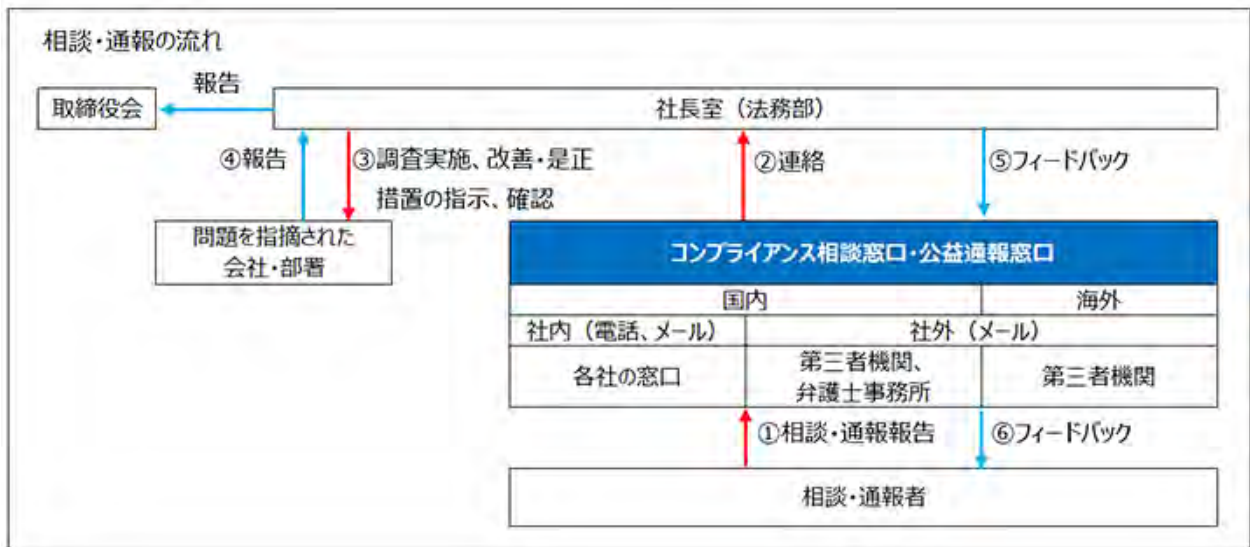 相談・通報の流れ
報告
取締役会
社長室（法務部）
④報告
③調査実施、改善・是正
措置の指示、確認
②連絡
⑤フィードバック
問題を指摘された
会社・部署
コンプライアンス相談窓口・公益通報窓口
国内
海外
社内（電話、メール）
社外（メール）
各社の窓口
第三者機関、
弁護士事務所
第三者機関
①相談・通報報告
⑥フィードバック
相談・通報者